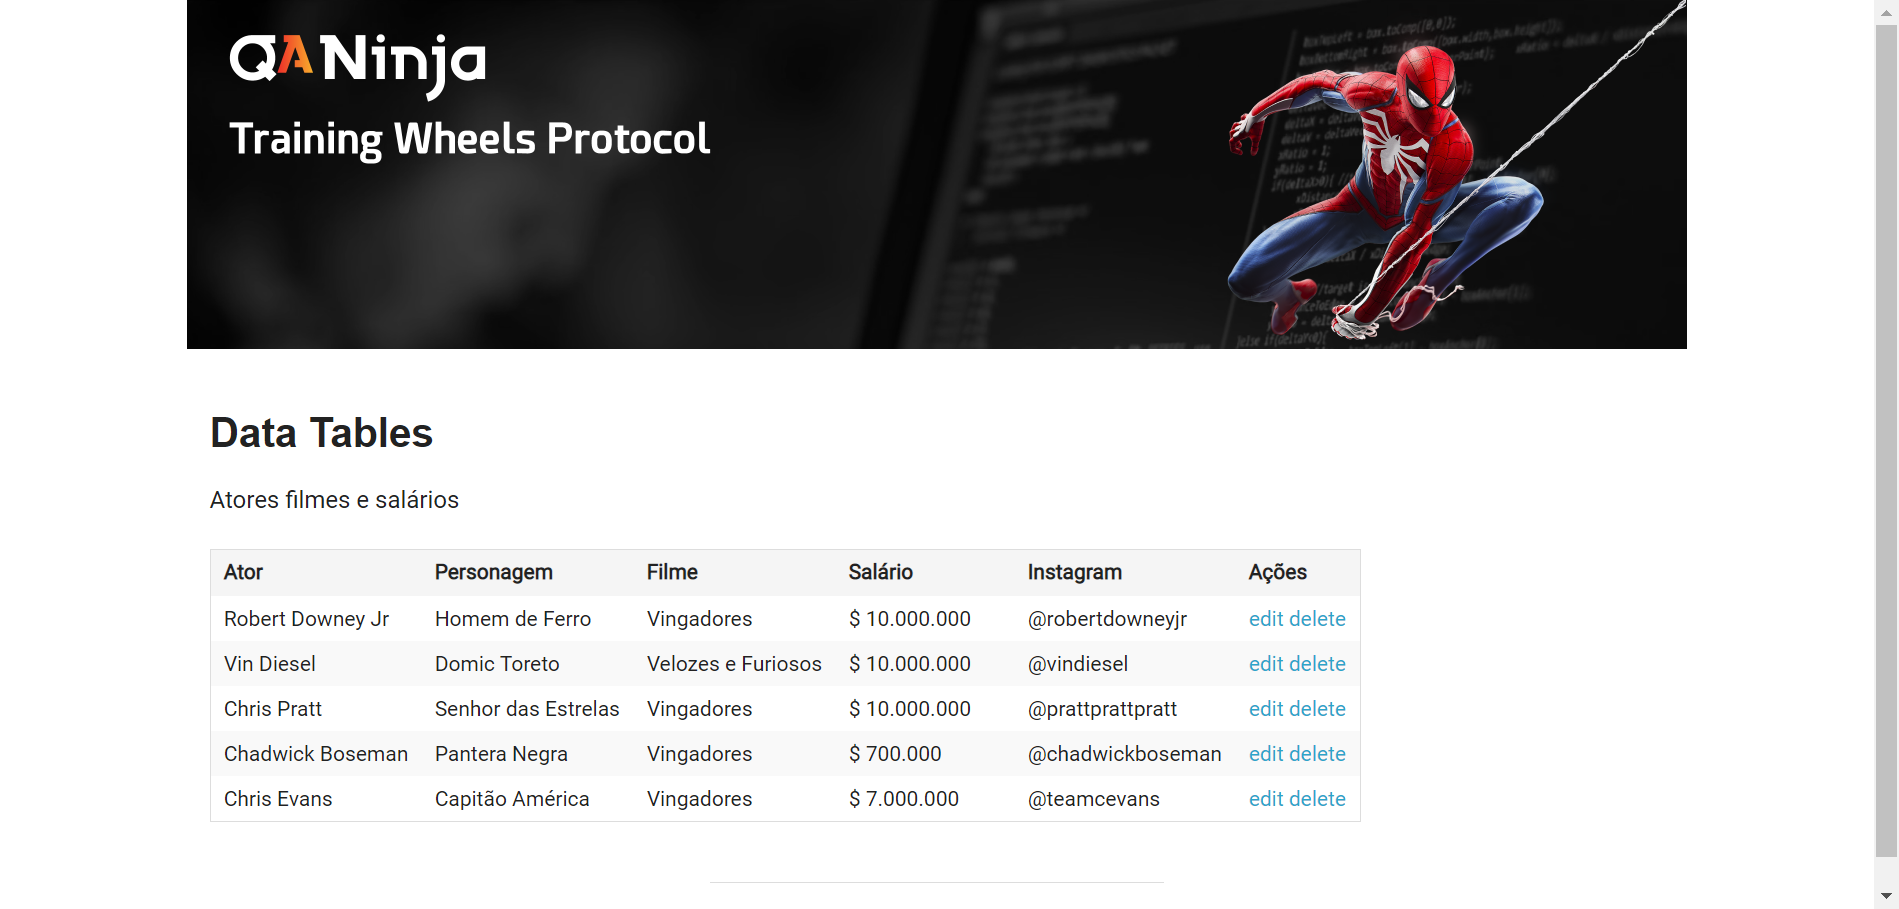 QANinja
Training Wheels Protocol
Data Tables
Atores filmes e salários
Ator Personagem Filme Salário Instagram Ações
Robert Downey Jr Homem de Ferro Vingadores $ 10.000.000 @robertdowneyjr edit delete
Vin Diesel Domic Toreto Velozes e Furiosos $ 10.000.000 @vindiesel edit delete
Chris Pratt Senhor das Estrelas Vingadores $ 10.000.000 @prattprattpratt edit delete
Chadwick Boseman Pantera Negra Vingadores $ 700.000 @chadwickboseman edit delete
Chris Evans Capitão América Vingadores $ 7.000.000 @teamcevans edit delete